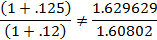 (1 + .125) / (1 + .12) ≠ 1.629629 / 1.60802